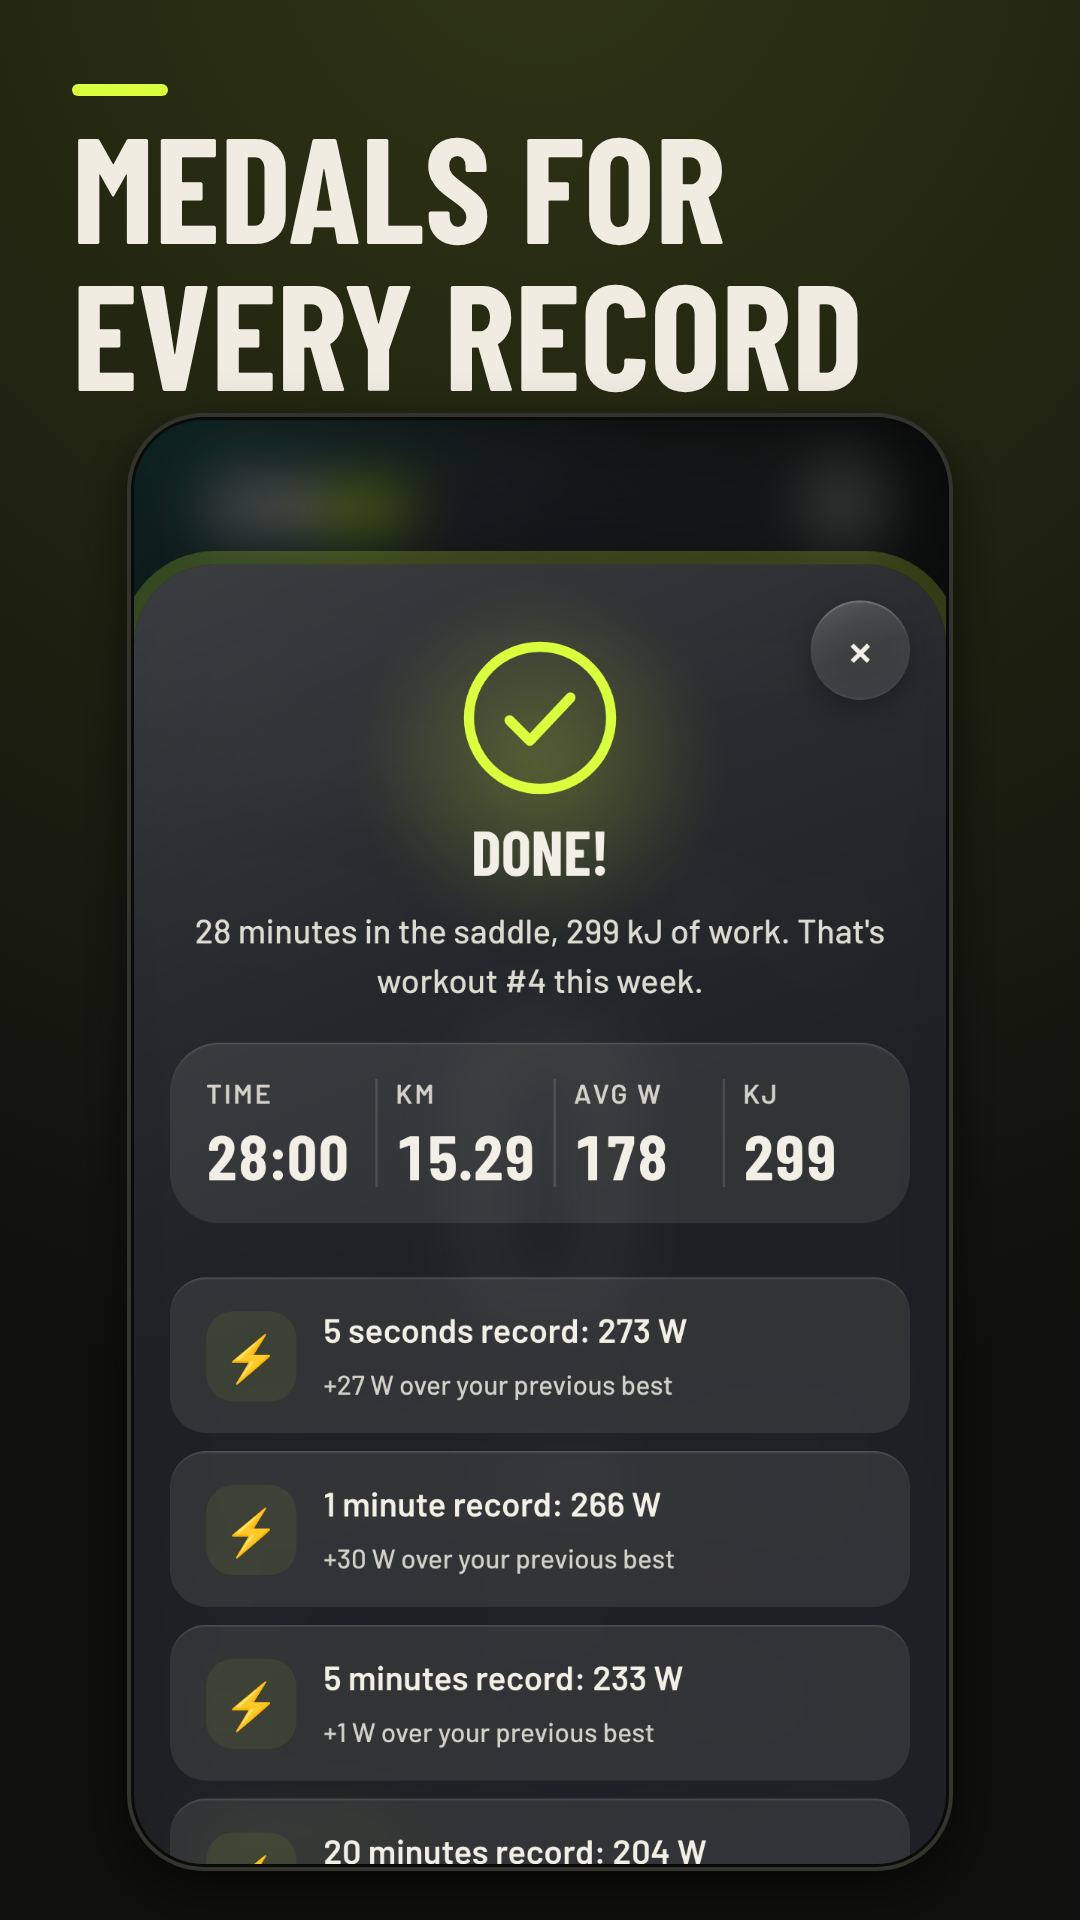 MEDALS FOR
EVERY RECORD
×
DONE!
28 minutes in the saddle, 299 kJ of work. That's
workout #4 this week.
TIME KM AVG W KJ
28:00 15.29 178 299
5 seconds record: 273 W
+27 W over your previous best
1 minute record: 266 W
+30 W over your previous best
5 minutes record: 233 W
+1 W over your previous best
20 minutes record: 204 W